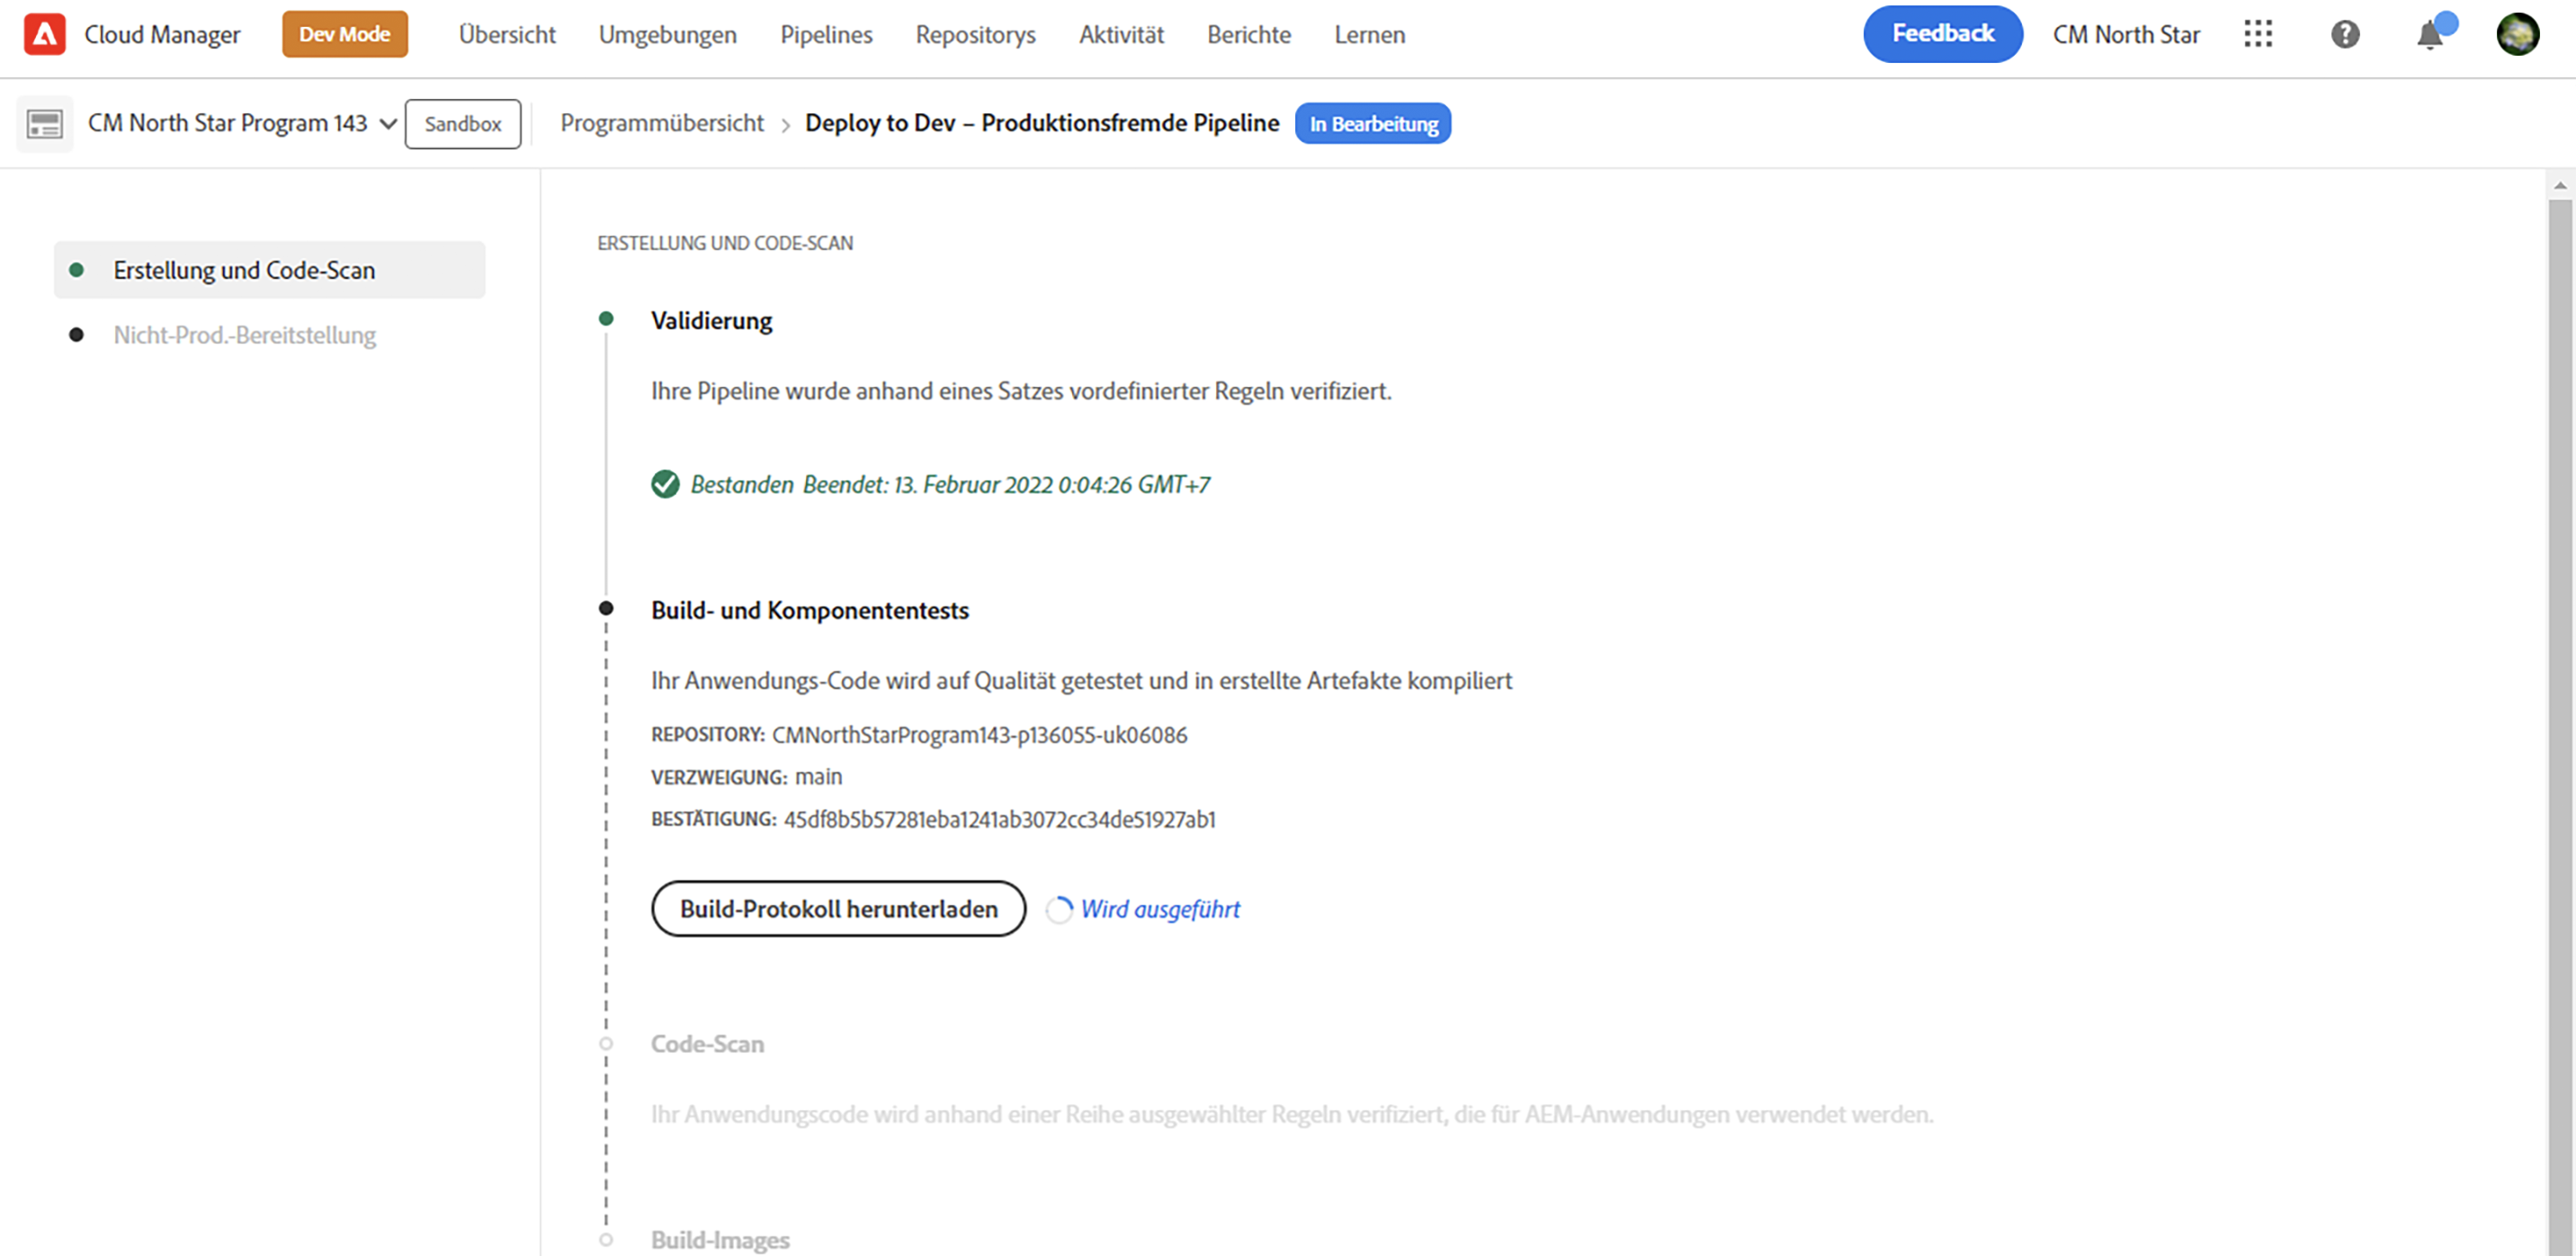 Cloud Manager Dev Mode Übersicht Umgebungen Pipelines Repositorys Aktivität Berichte Lernen Feedback CM North Star
CM North Star Program 143 Sandbox Programmübersicht > Deploy to Dev – Produktionsfremde Pipeline In Bearbeitung
Erstellung und Code-Scan
Nicht-Prod.-Bereitstellung
ERSTELLUNG UND CODE-SCAN
Validierung
Ihre Pipeline wurde anhand eines Satzes vordefinierter Regeln verifiziert.
Bestanden Beendet: 13. Februar 2022 0:04:26 GMT+7
Build- und Komponententests
Ihr Anwendungs-Code wird auf Qualität getestet und in erstellte Artefakte kompiliert
REPOSITORY: CMNorthStarProgram143-p136055-uk06086
VERZWEIGUNG: main
BESTÄTIGUNG: 45df8b5b57281eba1241ab3072cc34de51927ab1
Build-Protokoll herunterladen Wird ausgeführt
Code-Scan
Ihr Anwendungscode wird anhand einer Reihe ausgewählter Regeln verifiziert, die für AEM-Anwendungen verwendet werden.
Build-Images